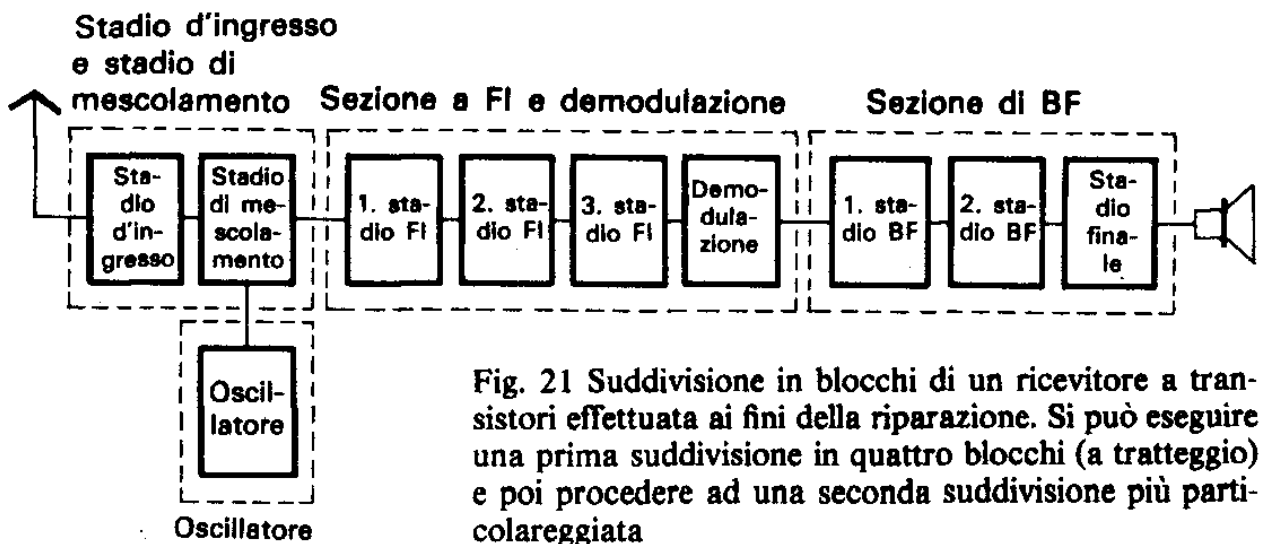 Stadio d'ingresso
e stadio di
mescolamento
Sezione a FI e demodulazione
Sezione di BF
Sta-
dio
d'in-
gresso
Stadio
di me-
scola-
mento
1. sta-
dio FI
2. sta-
dio FI
3. sta-
dio FI
Demo-
dula-
zione
1. sta-
dio BF
2. sta-
dio BF
Sta-
dio
fina-
le
Oscil-
latore
Oscillatore
Fig. 21 Suddivisione in blocchi di un ricevitore a tran-
sistori effettuata ai fini della riparazione. Si può eseguire
una prima suddivisione in quattro blocchi (a tratteggio)
e poi procedere ad una seconda suddivisione più parti-
colareggiata